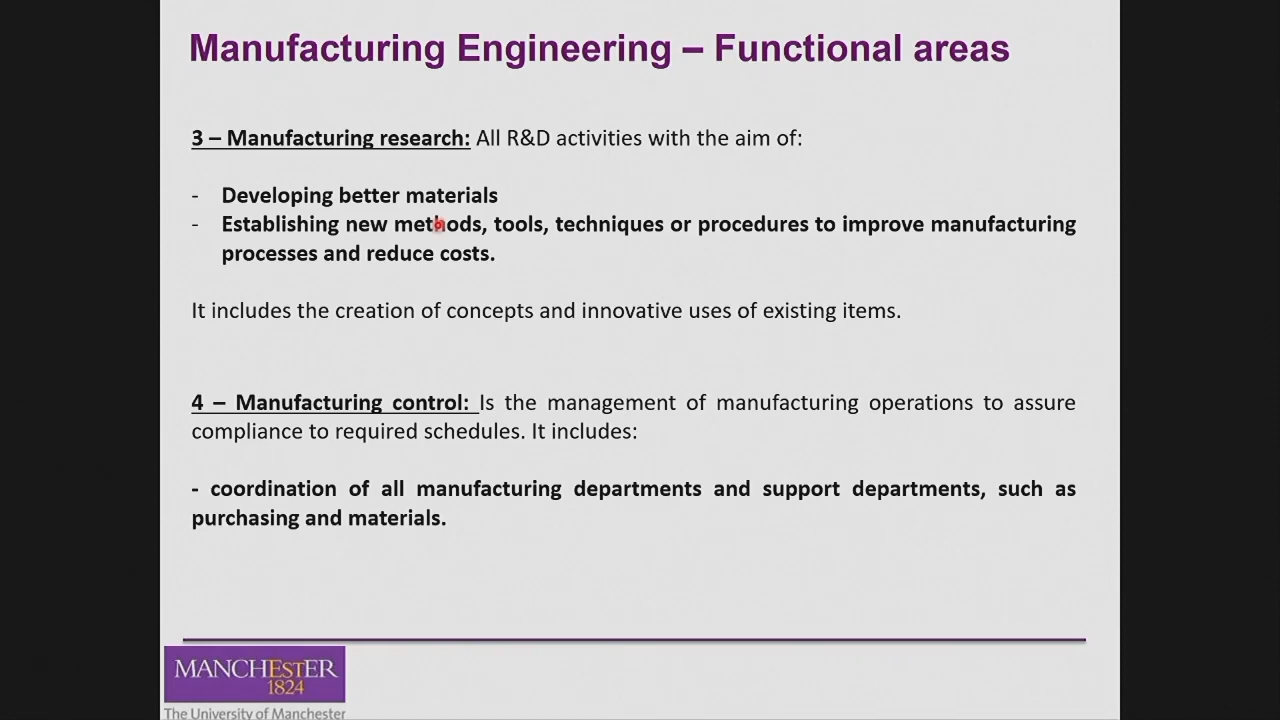 Manufacturing Engineering – Functional areas
3 – Manufacturing research: All R&D activities with the aim of:
- Developing better materials
- Establishing new methods, tools, techniques or procedures to improve manufacturing
processes and reduce costs.
It includes the creation of concepts and innovative uses of existing items.
4 – Manufacturing control: Is the management of manufacturing operations to assure
compliance to required schedules. It includes:
- coordination of all manufacturing departments and support departments, such as
purchasing and materials.
MANCHESTER
1824
The University of Manchester